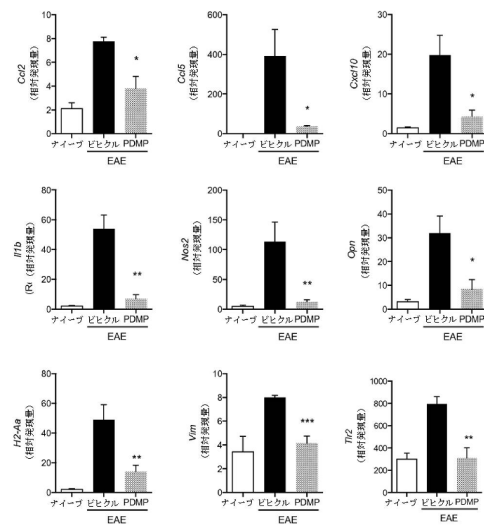 Ccl2
(相対発現量)
8
6
4
2
0
*
ナイーブ ビヒクル PDMP
EAE
Ccl5
(相対発現量)
600
400
200
0
*
ナイーブ ビヒクル PDMP
EAE
Cxcl10
(相対発現量)
25
20
15
10
5
0
*
ナイーブ ビヒクル PDMP
EAE
Il1b
(Re (相対発現量)
80
60
40
20
0
**
ナイーブ ビヒクル PDMP
EAE
Nos2
(相対発現量)
200
150
100
50
0
**
ナイーブ ビヒクル PDMP
EAE
Opn
(相対発現量)
60
40
20
0
*
ナイーブ ビヒクル PDMP
EAE
H2-Aa
(相対発現量)
80
60
40
20
0
**
ナイーブ ビヒクル PDMP
EAE
Vim
(相対発現量)
10
8
6
4
2
0
***
ナイーブ ビヒクル PDMP
EAE
Tlr2
(相対発現量)
1000
800
600
400
200
0
**
ナイーブ ビヒクル PDMP
EAE